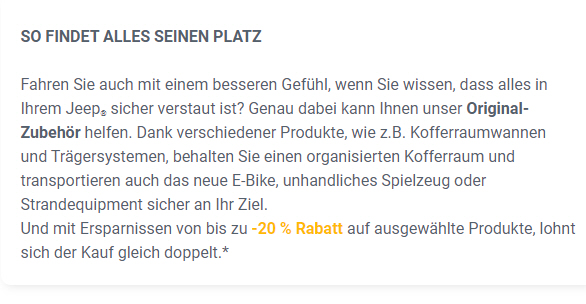 SO FINDET ALLES SEINEN PLATZ
Fahren Sie auch mit einem besseren Gefühl, wenn Sie wissen, dass alles in
Ihrem Jeep® sicher verstaut ist? Genau dabei kann Ihnen unser Original-
Zubehör helfen. Dank verschiedener Produkte, wie z.B. Kofferraumwannen
und Trägersystemen, behalten Sie einen organisierten Kofferraum und
transportieren auch das neue E-Bike, unhandliches Spielzeug oder
Strandequipment sicher an Ihr Ziel.
Und mit Ersparnissen von bis zu -20 % Rabatt auf ausgewählte Produkte, lohnt
sich der Kauf gleich doppelt.*